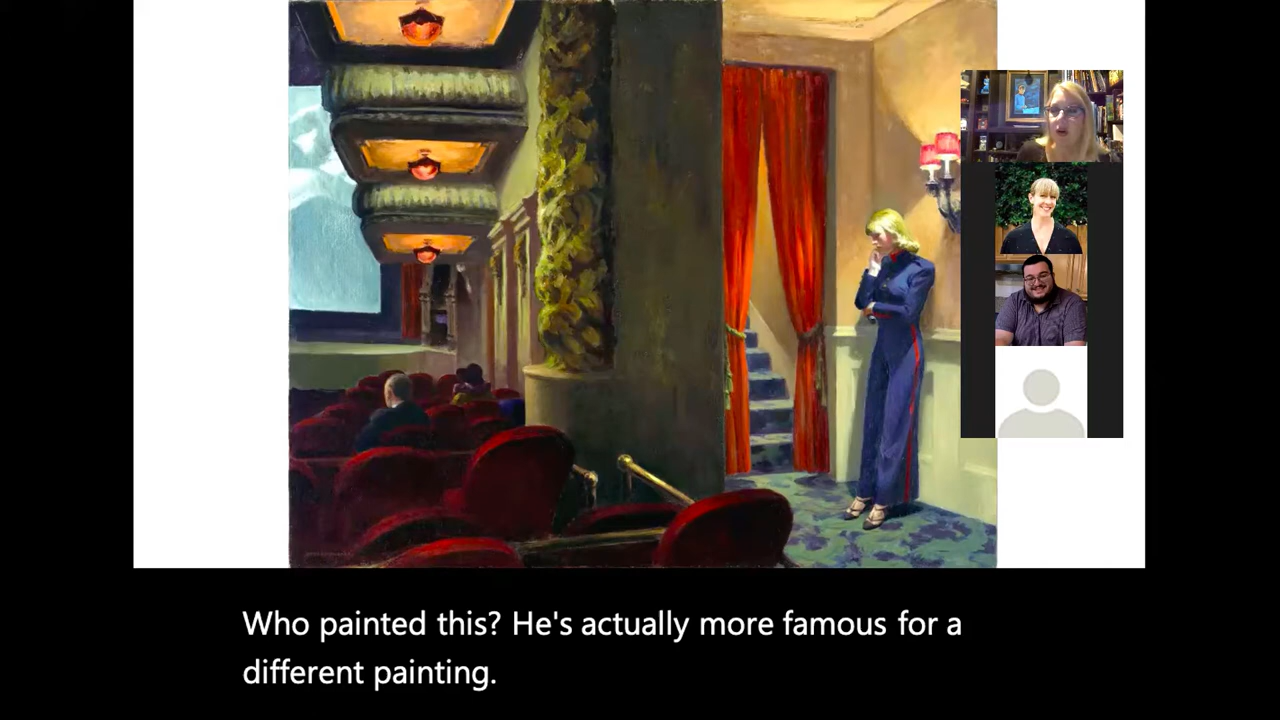 Who painted this? He's actually more famous for a
different painting.